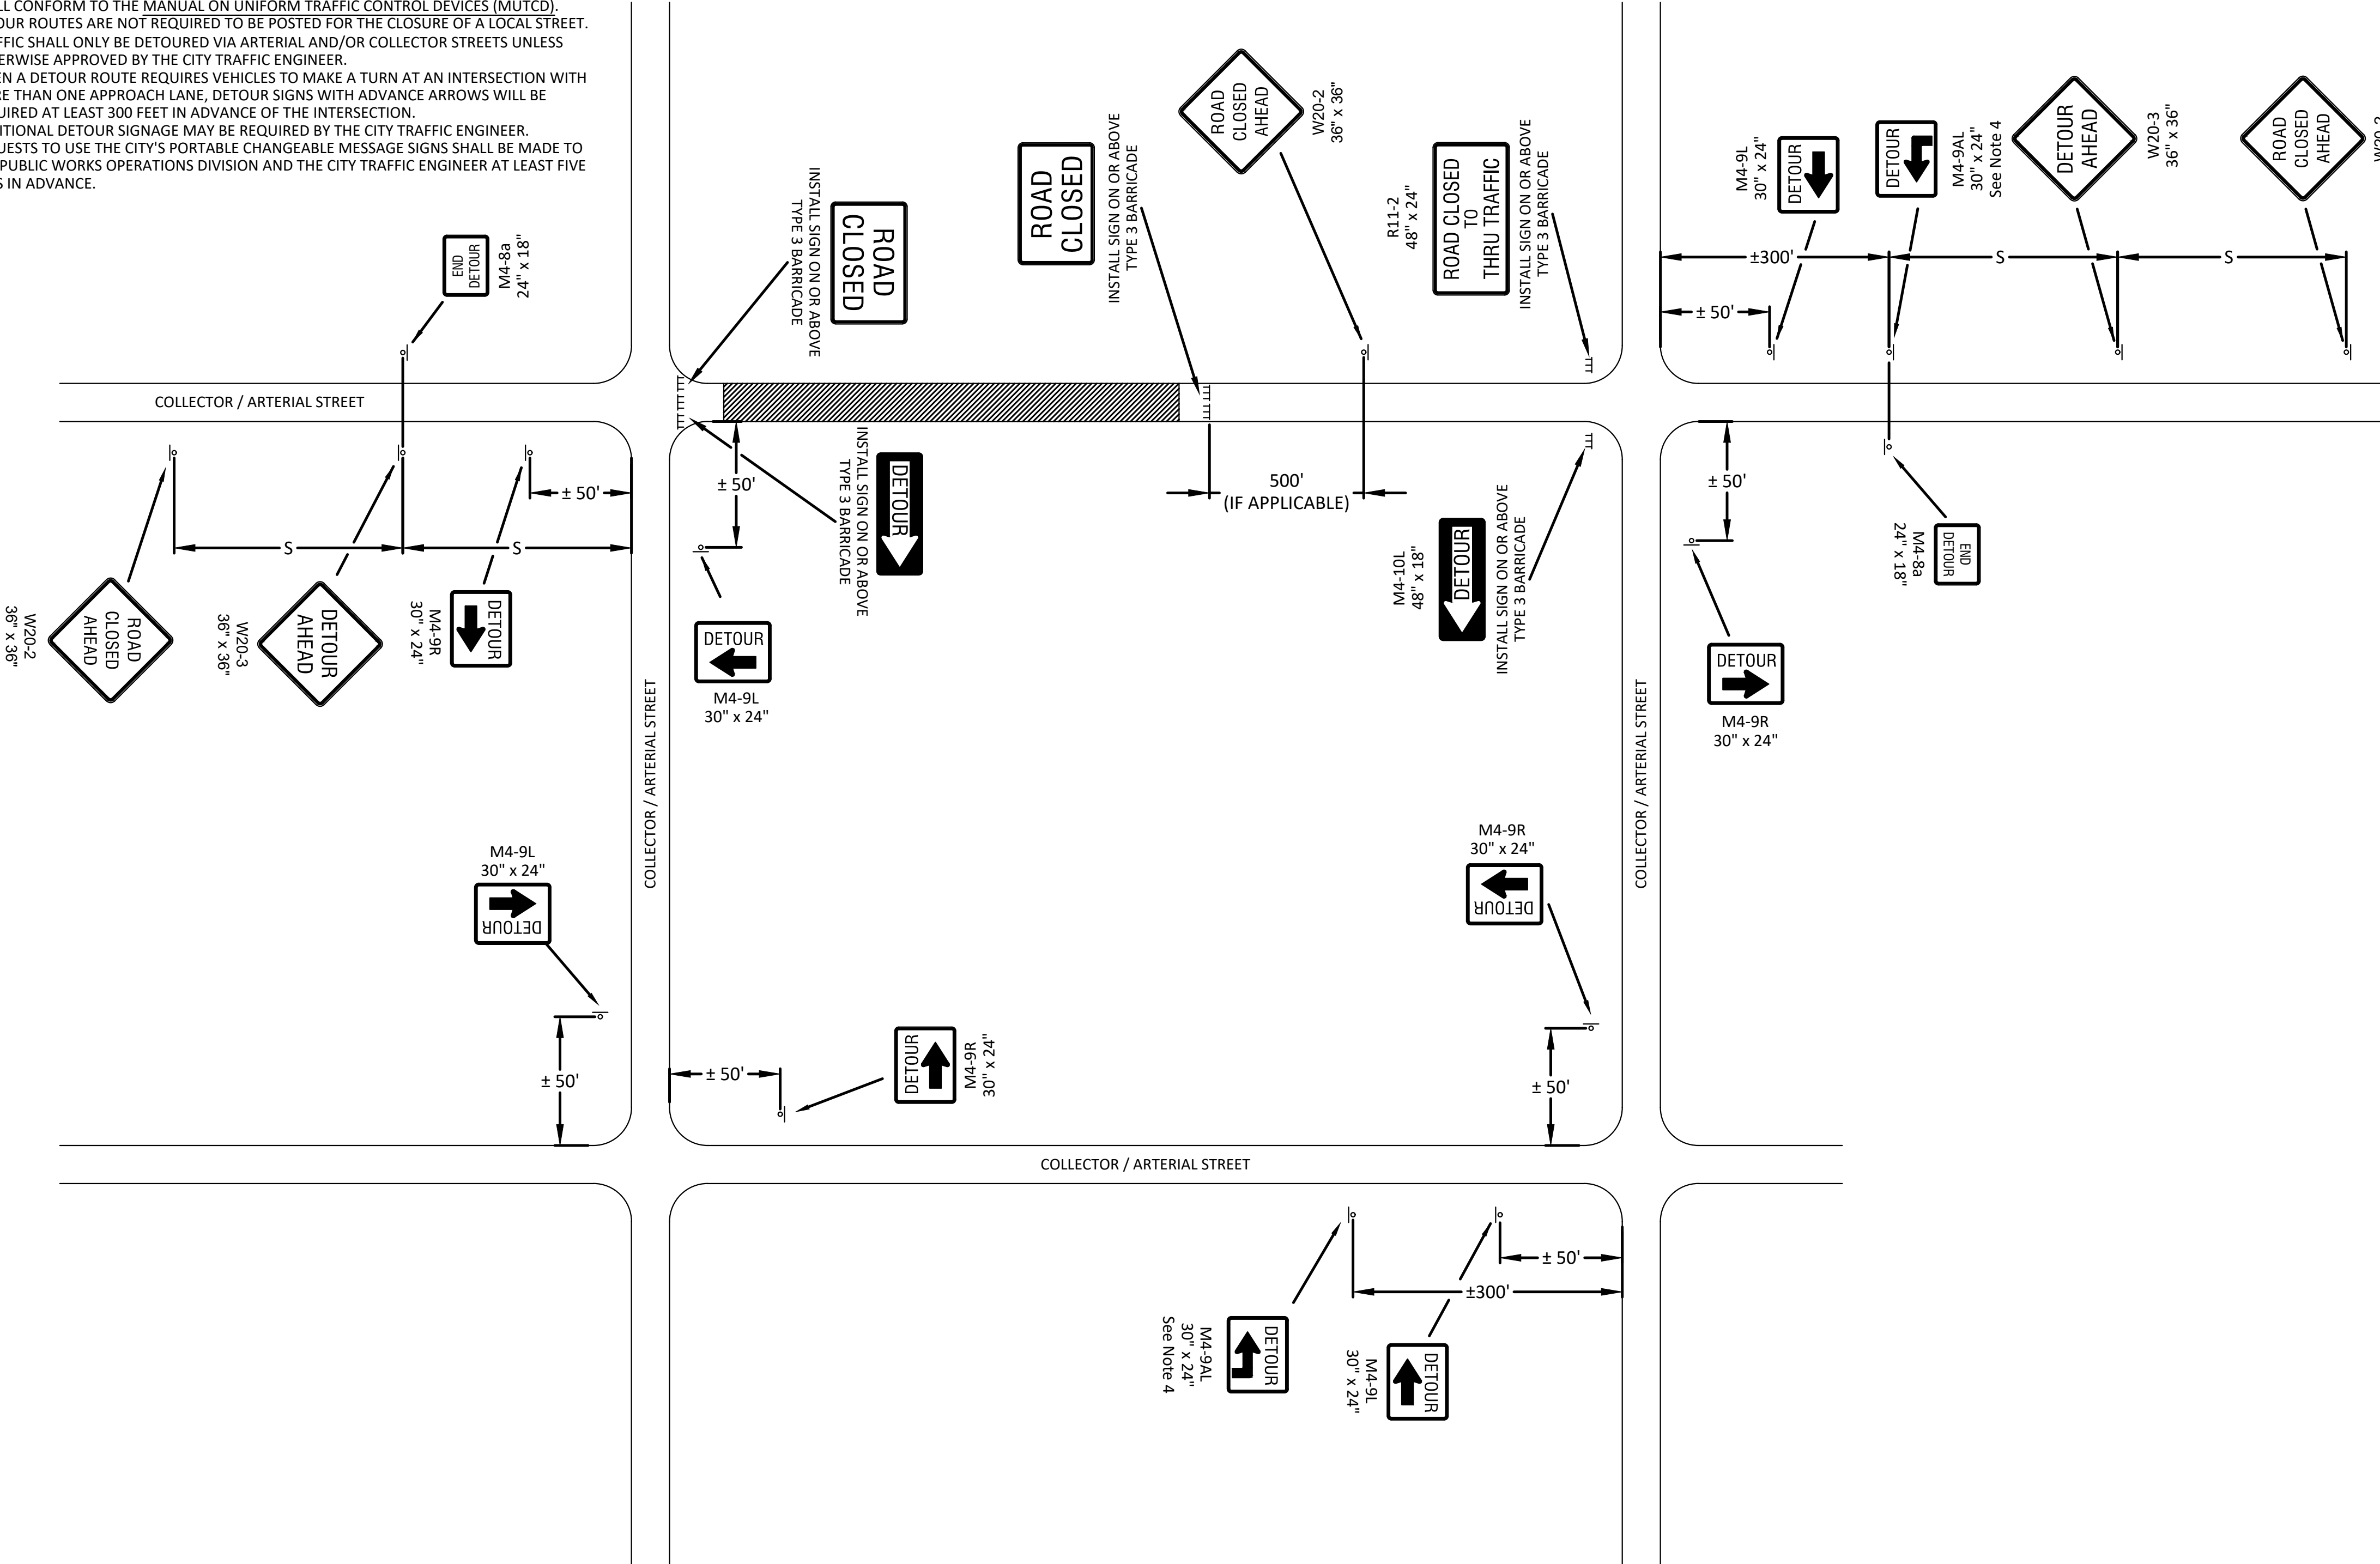 CONFORM TO THE MANUAL ON UNIFORM TRAFFIC CONTROL DEVICES (MUTCD).
ROUTES ARE NOT REQUIRED TO BE POSTED FOR THE CLOSURE OF A LOCAL STREET.
SHALL ONLY BE DETOURED VIA ARTERIAL AND/OR COLLECTOR STREETS UNLESS
APPROVED BY THE CITY TRAFFIC ENGINEER.
A DETOUR ROUTE REQUIRES VEHICLES TO MAKE A TURN AT AN INTERSECTION WITH
THAN ONE APPROACH LANE, DETOUR SIGNS WITH ADVANCE ARROWS WILL BE
AT LEAST 300 FEET IN ADVANCE OF THE INTERSECTION.
DETOUR SIGNAGE MAY BE REQUIRED BY THE CITY TRAFFIC ENGINEER.
TO USE THE CITY'S PORTABLE CHANGEABLE MESSAGE SIGNS SHALL BE MADE TO
PUBLIC WORKS OPERATIONS DIVISION AND THE CITY TRAFFIC ENGINEER AT LEAST FIVE
IN ADVANCE.
END
DETOUR
M4-8a
24" x 18"
INSTALL SIGN ON OR ABOVE
TYPE 3 BARRICADE
ROAD
CLOSED
ROAD
CLOSED
INSTALL SIGN ON OR ABOVE
TYPE 3 BARRICADE
ROAD
CLOSED
AHEAD
W20-2
36" x 36"
R11-2
48" x 24"
ROAD CLOSED
TO
THRU TRAFFIC
INSTALL SIGN ON OR ABOVE
TYPE 3 BARRICADE
M4-9L
30" x 24"
DETOUR
DETOUR
M4-9AL
30" x 24"
See Note 4
DETOUR
AHEAD
W20-3
36" x 36"
ROAD
CLOSED
AHEAD
±300'
S
S
± 50'
COLLECTOR / ARTERIAL STREET
± 50'
S
S
ROAD
CLOSED
AHEAD
W20-2
36" x 36"
DETOUR
AHEAD
W20-3
36" x 36"
DETOUR
M4-9R
30" x 24"
± 50'
DETOUR
INSTALL SIGN ON OR ABOVE
TYPE 3 BARRICADE
DETOUR
M4-9L
30" x 24"
500'
(IF APPLICABLE)
M4-10L
48" x 18"
DETOUR
INSTALL SIGN ON OR ABOVE
TYPE 3 BARRICADE
± 50'
END
DETOUR
M4-8a
24" x 18"
DETOUR
M4-9R
30" x 24"
COLLECTOR / ARTERIAL STREET
COLLECTOR / ARTERIAL STREET
M4-9L
30" x 24"
DETOUR
± 50'
M4-9R
30" x 24"
DETOUR
± 50'
± 50'
DETOUR
M4-9R
30" x 24"
COLLECTOR / ARTERIAL STREET
± 50'
±300'
DETOUR
M4-9AL
30" x 24"
See Note 4
DETOUR
M4-9L
30" x 24"